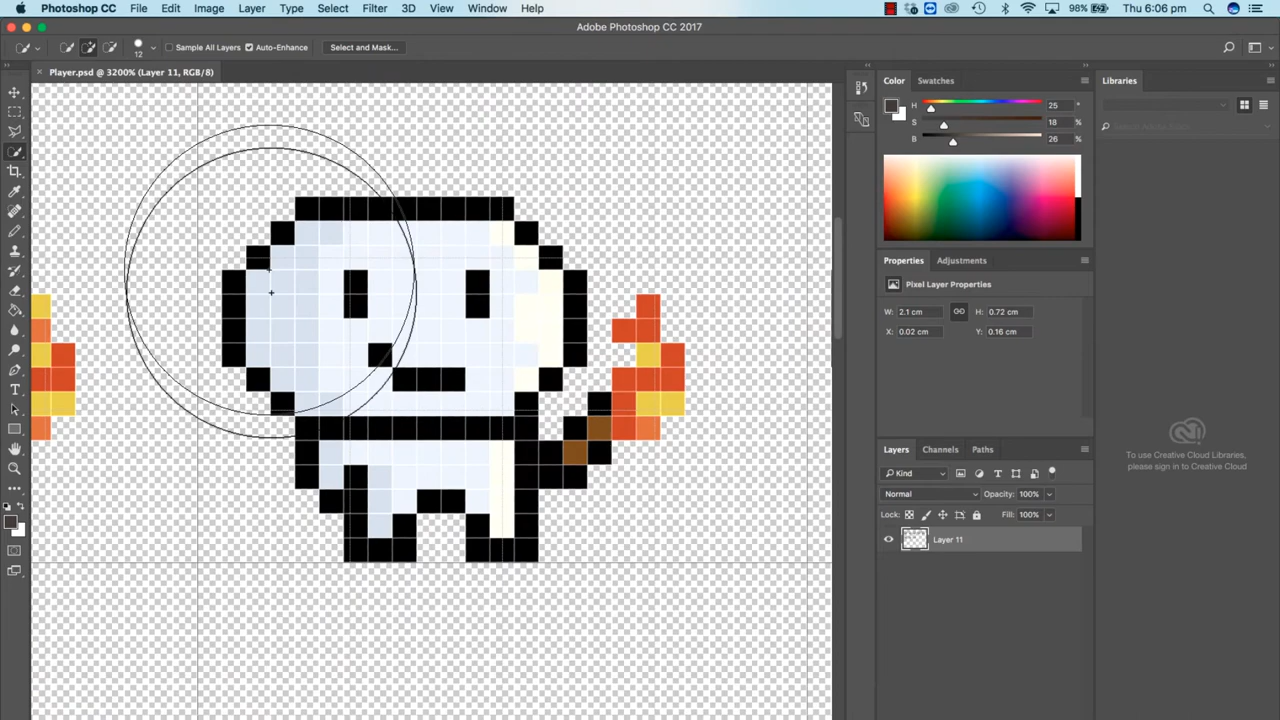 Photoshop CC File Edit Image Layer Type Select Filter 3D View Window Help 98% Thu 6:06 pm
Adobe Photoshop CC 2017
12 Sample All Layers Auto-Enhance Select and Mask...
Player.psd @ 3200% (Layer 11, RGB/8)
Color Swatches
H 25 °
S 18 %
B 26 %
Properties Adjustments
Pixel Layer Properties
W: 2.1 cm H: 0.72 cm
X: 0.02 cm Y: 0.16 cm
Layers Channels Paths
Kind
Normal Opacity: 100%
Lock: Fill: 100%
Layer 11
Libraries
Search Adobe Stock
To use Creative Cloud Libraries,
please sign in to Creative Cloud